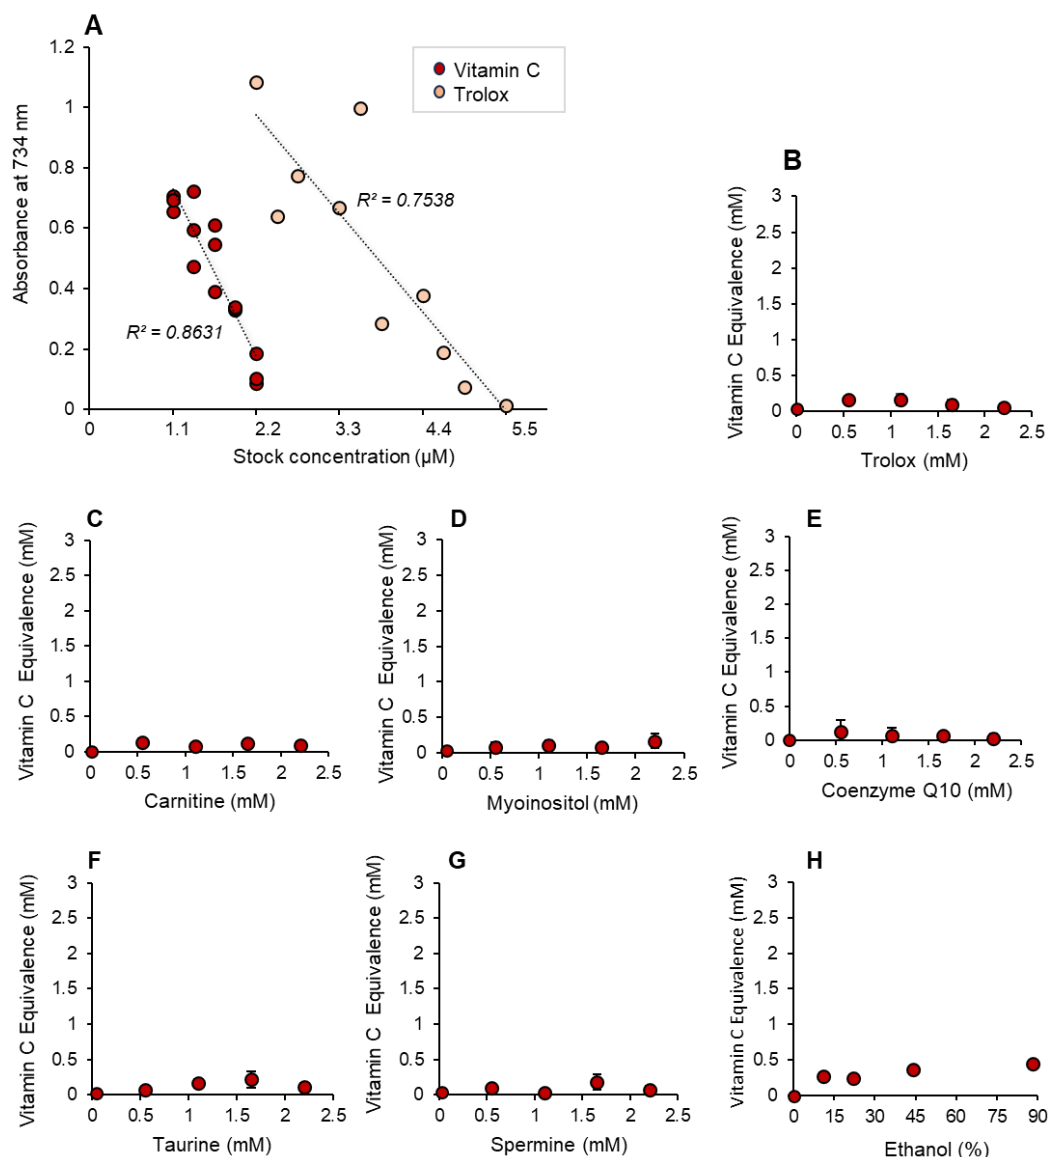 A
1.2
1
0.8
0.6
0.4
0.2
0
Absorbance at 734 nm
Vitamin C
Trolox
R² = 0.7538
R² = 0.8631
0 1.1 2.2 3.3 4.4 5.5
Stock concentration (µM)
B
3
2.5
2
1.5
1
0.5
0
Vitamin C Equivalence (mM)
0 0.5 1 1.5 2 2.5
Trolox (mM)
C
3
2.5
2
1.5
1
0.5
0
Vitamin C Equivalence (mM)
0 0.5 1 1.5 2 2.5
Carnitine (mM)
D
3
2.5
2
1.5
1
0.5
0
Vitamin C Equivalence (mM)
0 0.5 1 1.5 2 2.5
Myoinositol (mM)
E
3
2.5
2
1.5
1
0.5
0
Vitamin C Equivalence (mM)
0 0.5 1 1.5 2 2.5
Coenzyme Q10 (mM)
F
3
2.5
2
1.5
1
0.5
0
Vitamin C Equivalence (mM)
0 0.5 1 1.5 2 2.5
Taurine (mM)
G
3
2.5
2
1.5
1
0.5
0
Vitamin C Equivalence (mM)
0 0.5 1 1.5 2 2.5
Spermine (mM)
H
3
2.5
2
1.5
1
0.5
0
Vitamin C Equivalence (mM)
0 15 30 45 60 75 90
Ethanol (%)